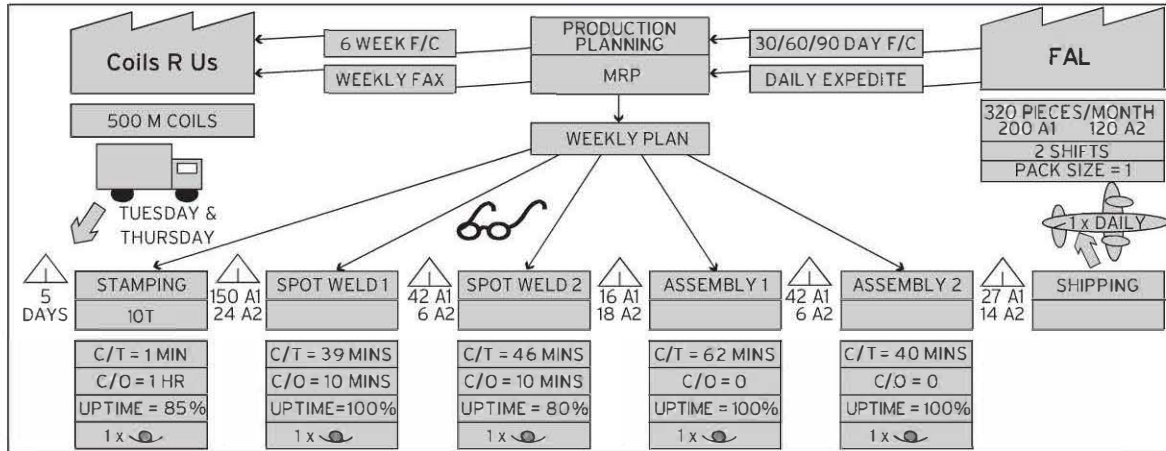 Coils R Us
6 WEEK F/C
WEEKLY FAX
PRODUCTION
PLANNING
MRP
30/60/90 DAY F/C
DAILY EXPEDITE
FAL
500 M COILS
WEEKLY PLAN
320 PIECES/MONTH
200 A1 120 A2
2 SHIFTS
PACK SIZE = 1
TUESDAY &
THURSDAY
1 x DAILY
5
DAYS
STAMPING
10T
C/T = 1 MIN
C/O = 1 HR
UPTIME = 85%
1 x
150 A1
24 A2
SPOT WELD 1
C/T = 39 MINS
C/O = 10 MINS
UPTIME=100%
1 x
42 A1
6 A2
SPOT WELD 2
C/T = 46 MINS
C/O = 10 MINS
UPTIME = 80%
1 x
16 A1
18 A2
ASSEMBLY 1
C/T = 62 MINS
C/O = 0
UPTIME = 100%
1 x
42 A1
6 A2
ASSEMBLY 2
C/T = 40 MINS
C/O = 0
UPTIME = 100%
1 x
27 A1
14 A2
SHIPPING